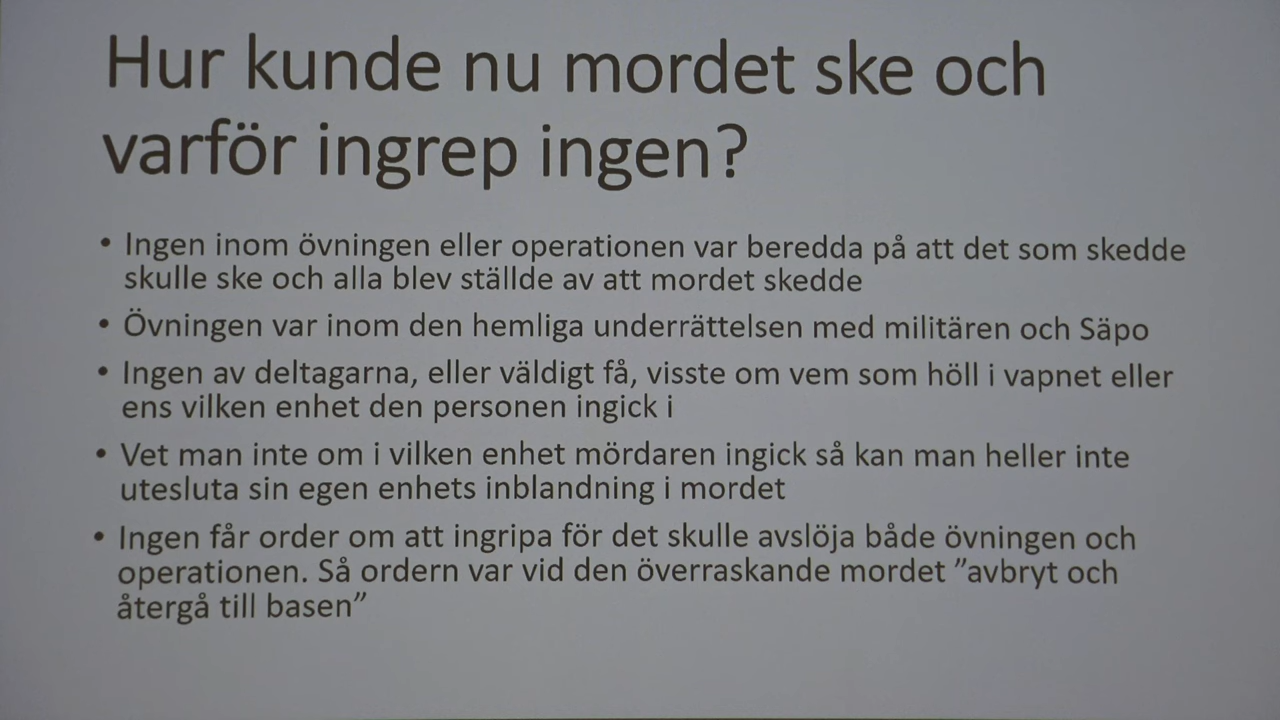 Hur kunde nu mordet ske och
varför ingrep ingen?
• Ingen inom övningen eller operationen var beredda på att det som skedde
skulle ske och alla blev ställde av att mordet skedde
• Övningen var inom den hemliga underrättelsen med militären och Säpo
• Ingen av deltagarna, eller väldigt få, visste om vem som höll i vapnet eller
ens vilken enhet den personen ingick i
• Vet man inte om i vilken enhet mördaren ingick så kan man heller inte
utesluta sin egen enhets inblandning i mordet
• Ingen får order om att ingripa för det skulle avslöja både övningen och
operationen. Så ordern var vid den överraskande mordet ”avbryt och
återgå till basen”